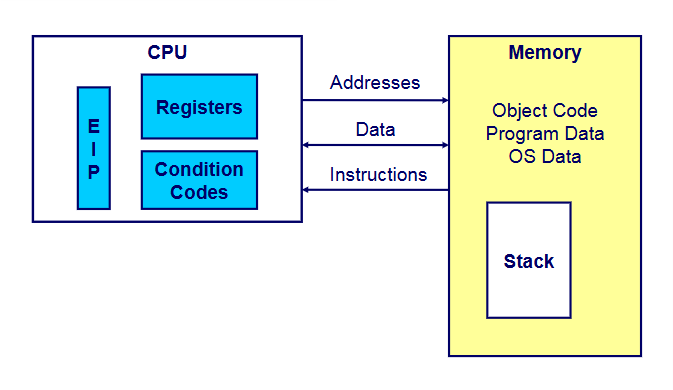 CPU
E
I
P
Registers
Condition
Codes
Addresses
Data
Instructions
Memory
Object Code
Program Data
OS Data
Stack